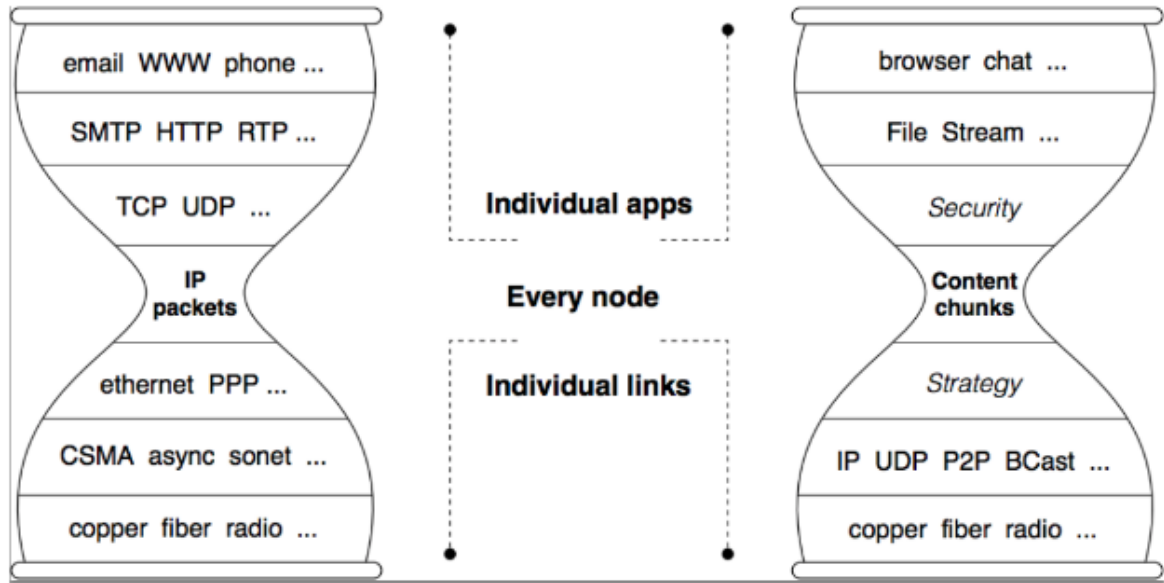 email WWW phone ...
SMTP HTTP RTP ...
TCP UDP ...
IP
packets
ethernet PPP ...
CSMA async sonet ...
copper fiber radio ...
Individual apps
Every node
Individual links
browser chat ...
File Stream ...
Security
Content
chunks
Strategy
IP UDP P2P BCast ...
copper fiber radio ...